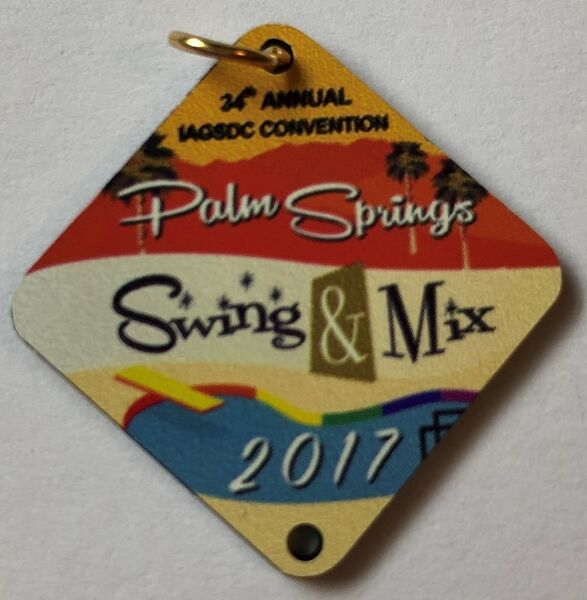 34th ANNUAL
IAGSDC CONVENTION
Palm Springs
Swing & Mix
2017